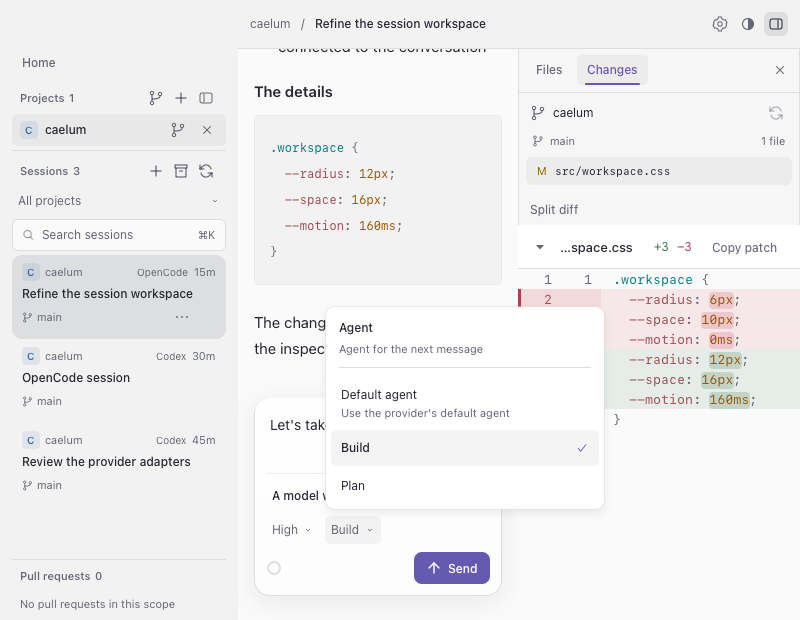 caelum / Refine the session workspace
Home
Projects 1
C caelum
Sessions 3
All projects
Search sessions ⌘K
C caelum OpenCode 15m
Refine the session workspace
main
C caelum Codex 30m
OpenCode session
main
C caelum Codex 45m
Review the provider adapters
main
Pull requests 0
No pull requests in this scope
connected to the conversation
The details
.workspace {
--radius: 12px;
--space: 16px;
--motion: 160ms;
}
The chang
the inspec
Let's take
A model w
High
Build
Send
Agent
Agent for the next message
Default agent
Use the provider's default agent
Build
Plan
Files Changes
caelum
main 1 file
M src/workspace.css
Split diff
...space.css +3 −3 Copy patch
1 1 .workspace {
2 --radius: 6px;
--space: 10px;
--motion: 0ms;
--radius: 12px;
--space: 16px;
--motion: 160ms;
}